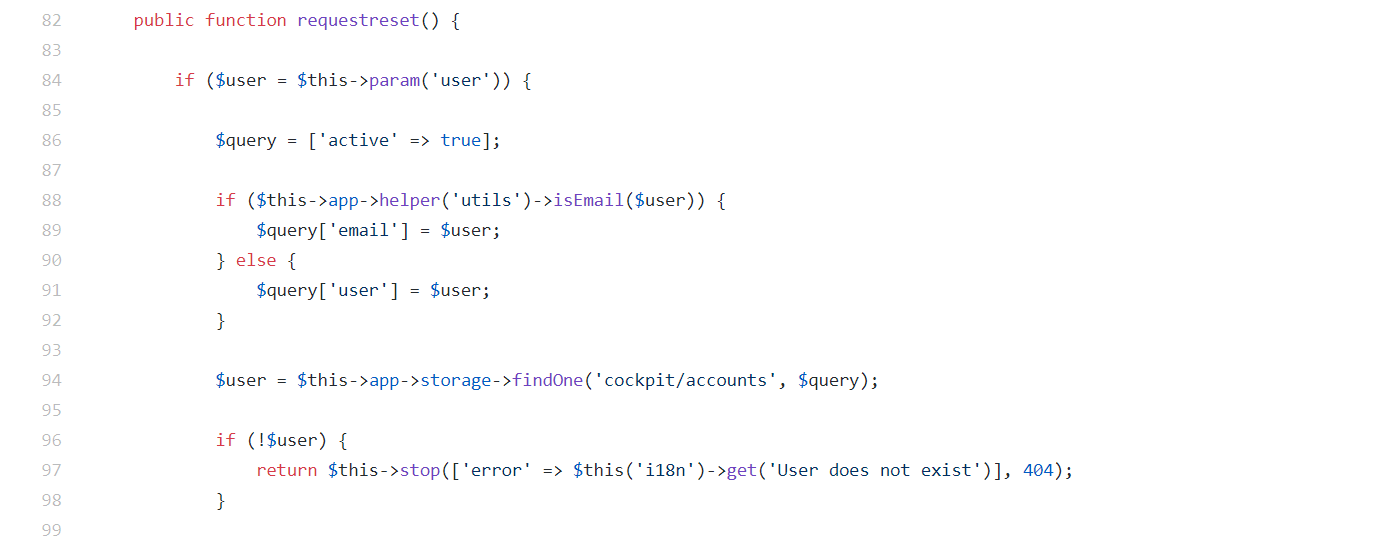 82 public function requestreset() {
83
84 if ($user = $this->param('user')) {
85
86 $query = ['active' => true];
87
88 if ($this->app->helper('utils')->isEmail($user)) {
89 $query['email'] = $user;
90 } else {
91 $query['user'] = $user;
92 }
93
94 $user = $this->app->storage->findOne('cockpit/accounts', $query);
95
96 if (!$user) {
97 return $this->stop(['error' => $this('i18n')->get('User does not exist')], 404);
98 }
99